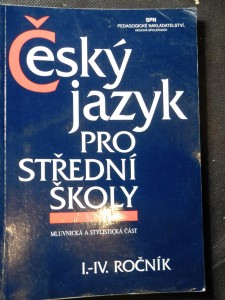 SPN
PEDAGOGICKÉ NAKLADATELSTVÍ,
AKCIOVÁ SPOLEČNOST
Český
jazyk
PRO
STŘEDNÍ
ŠKOLY
MLUVNICKÁ A STYLISTICKÁ ČÁST
I.-IV. ROČNÍK